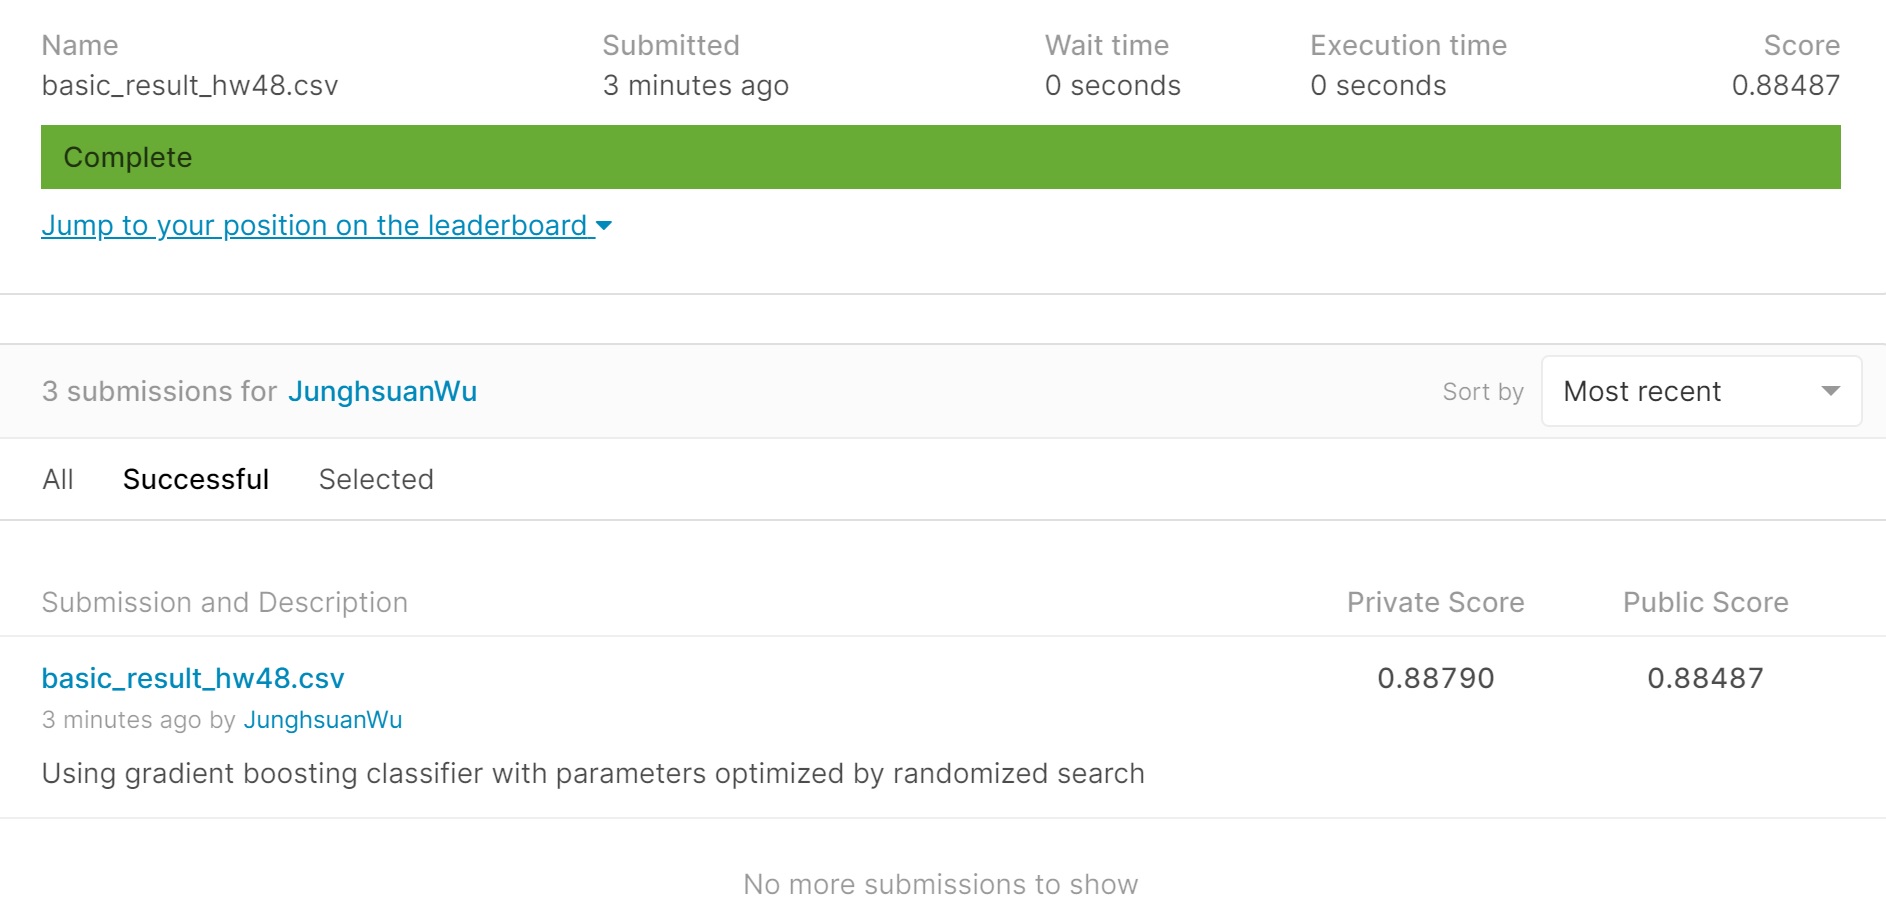 Name Submitted Wait time Execution time Score
basic_result_hw48.csv 3 minutes ago 0 seconds 0 seconds 0.88487
Complete
Jump to your position on the leaderboard
3 submissions for JunghsuanWu Sort by Most recent
All Successful Selected
Submission and Description Private Score Public Score
basic_result_hw48.csv 0.88790 0.88487
3 minutes ago by JunghsuanWu
Using gradient boosting classifier with parameters optimized by randomized search
No more submissions to show